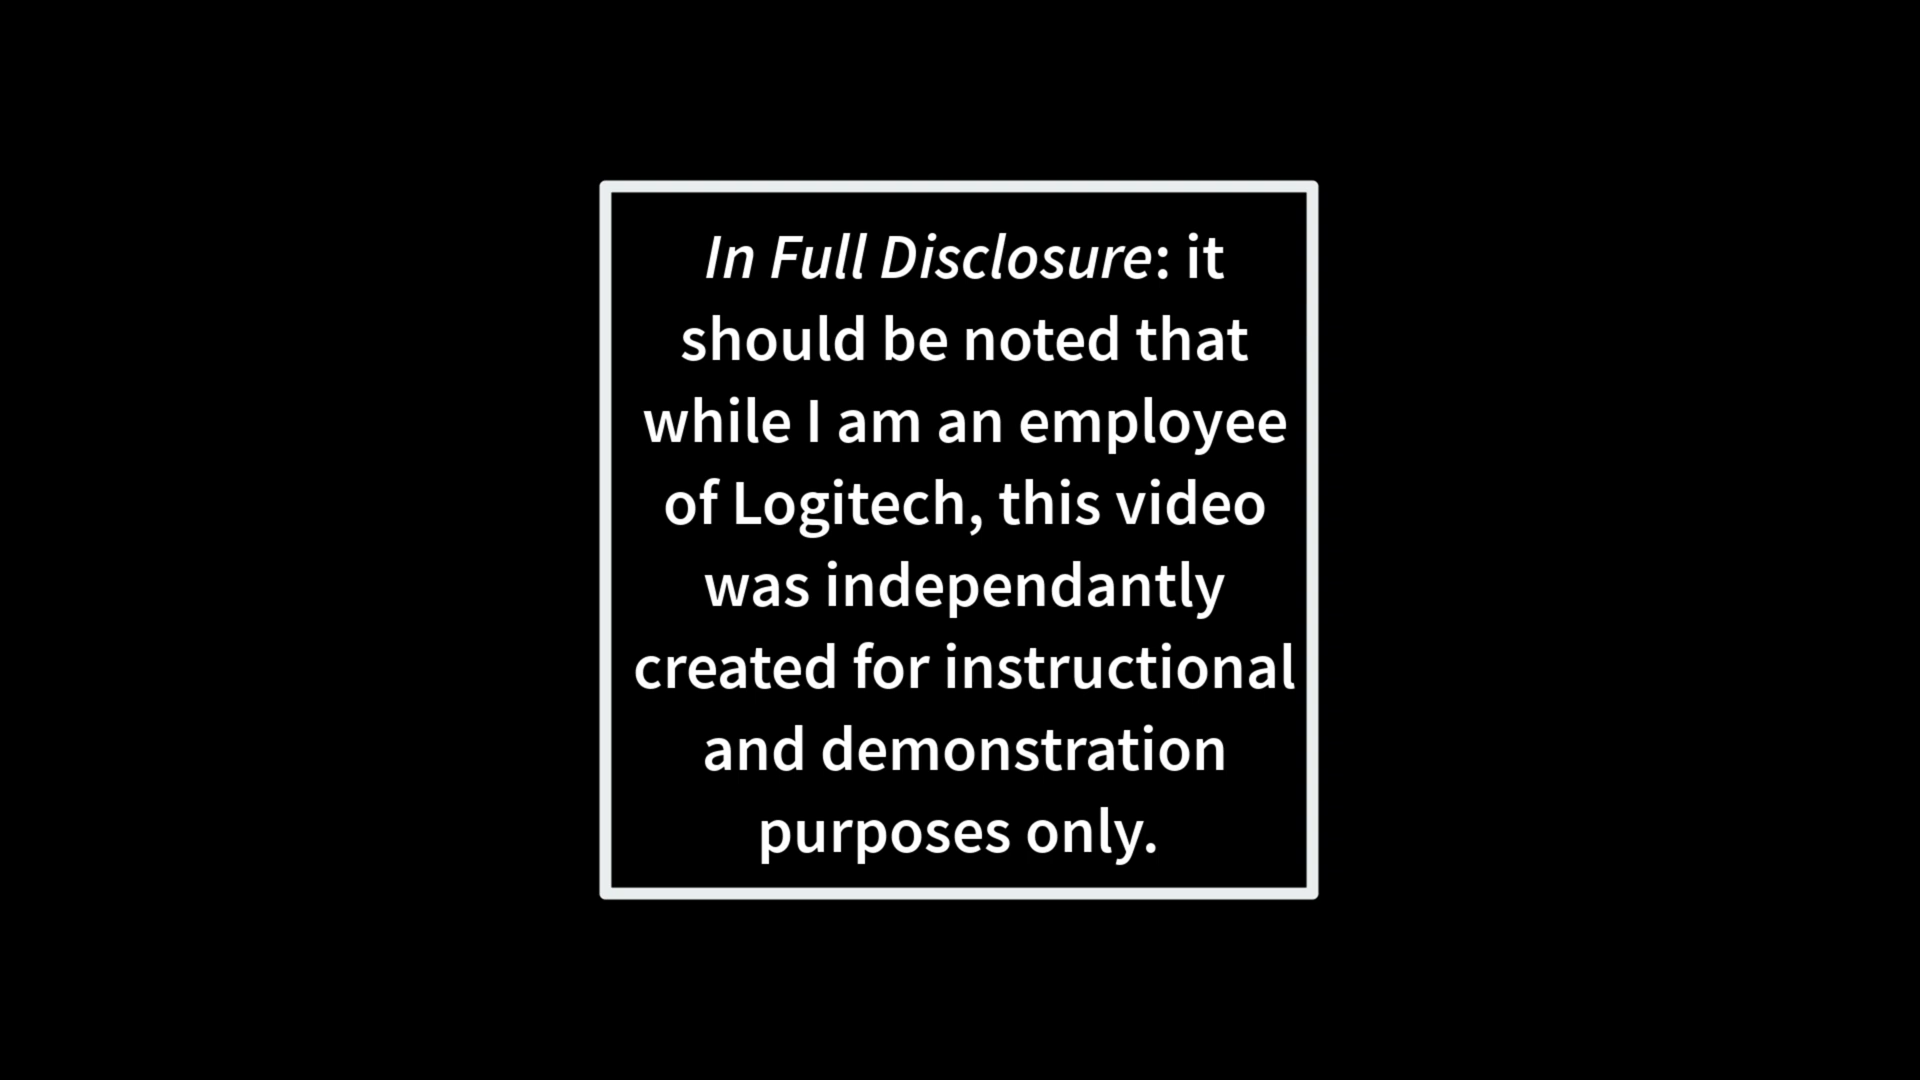 In Full Disclosure: it
should be noted that
while I am an employee
of Logitech, this video
was independantly
created for instructional
and demonstration
purposes only.